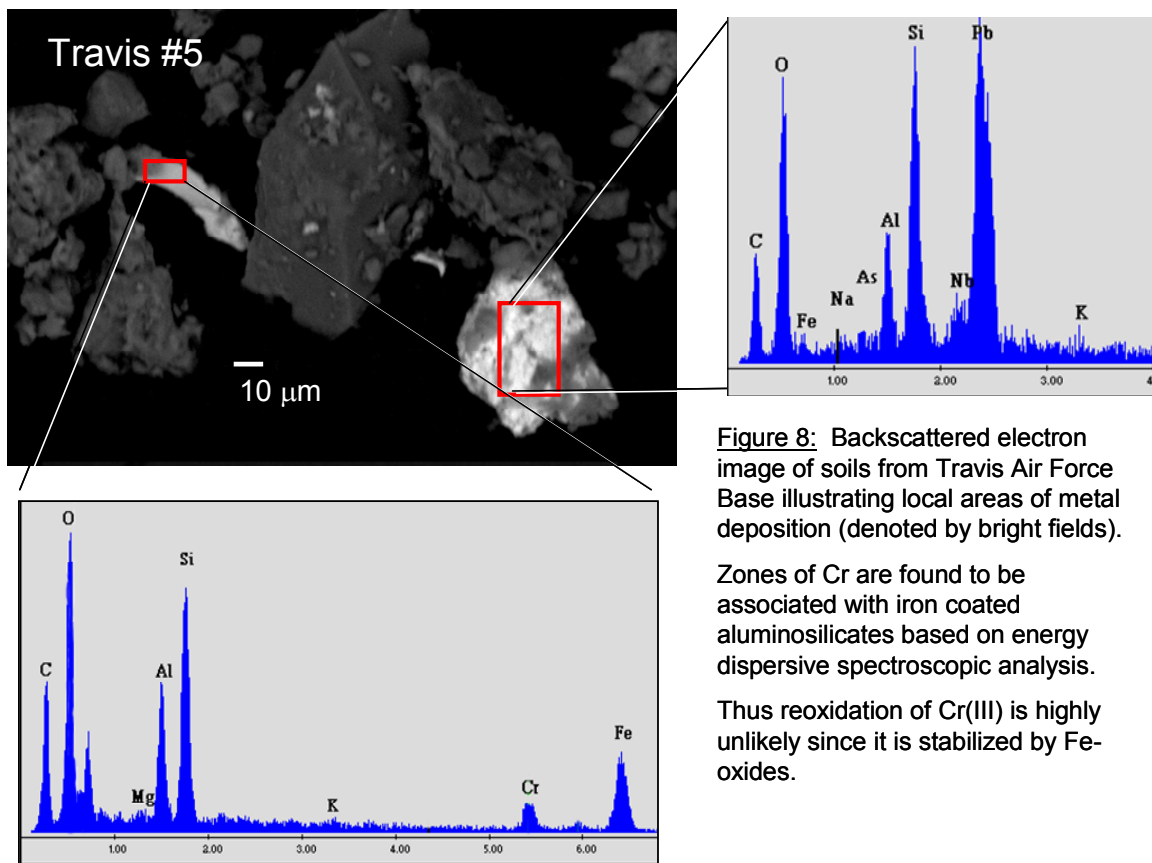 Travis #5
10 μm
Si
Pb
O
Al
C
As
Nb
Na
Fe
K
1.00
2.00
3.00
4
Figure 8: Backscattered electron
image of soils from Travis Air Force
Base illustrating local areas of metal
deposition (denoted by bright fields).
Zones of Cr are found to be
associated with iron coated
aluminosilicates based on energy
dispersive spectroscopic analysis.
Thus reoxidation of Cr(III) is highly
unlikely since it is stabilized by Fe-
oxides.
O
Si
C
Al
Fe
Mg
K
Cr
1.00
2.00
3.00
4.00
5.00
6.00